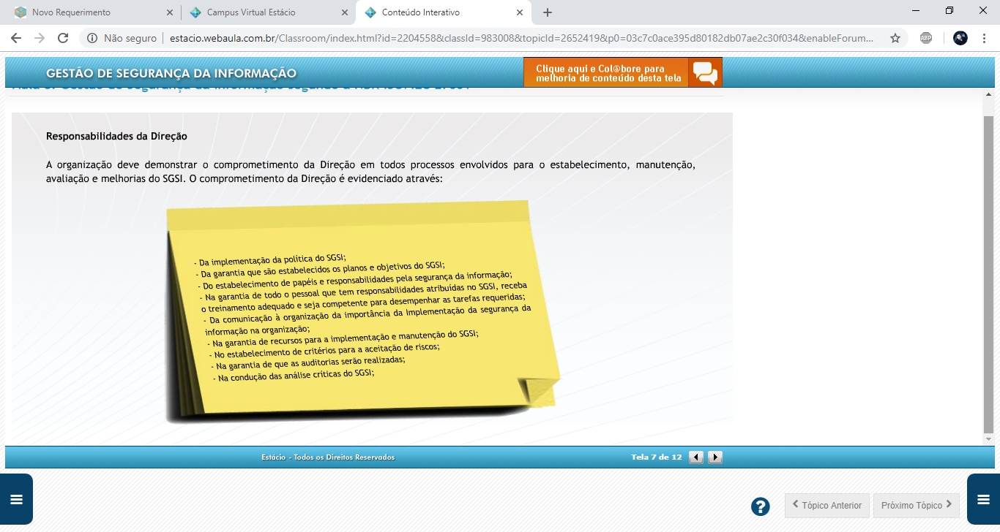 Novo Requerimento
Campus Virtual Estácio
Conteúdo Interativo
Não seguro
estacio.webaula.com.br/Classroom/index.html?id=2204558&classId=983008&topicId=2652419&p0=03c7c0ace395d80182db07ae2c30f034&enableForum...
ABP
GESTÃO DE SEGURANÇA DA INFORMAÇÃO
Clique aqui e Col@bore para
melhoria de conteúdo desta tela
Responsabilidades da Direção
A organização deve demonstrar o comprometimento da Direção em todos processos envolvidos para o estabelecimento, manutenção,
avaliação e melhorias do SGSI. O comprometimento da Direção é evidenciado através:
- Da implementação da política do SGSI;
- Da garantia que são estabelecidos os planos e objetivos do SGSI;
- Do estabelecimento de papéis e responsabilidades pela segurança da informação;
- Na garantia de todo o pessoal que tem responsabilidades atribuídas no SGSI, receba
o treinamento adequado e seja competente para desempenhar as tarefas requeridas;
- Da comunicação à organização da importância da Implementação da segurança da
informação na organização;
- Na garantia de recursos para a implementação e manutenção do SGSI;
- No estabelecimento de critérios para a aceitação de riscos;
- Na garantia de que as auditorias serão realizadas;
- Na condução das análise críticas do SGSI;
Estácio - Todos os Direitos Reservados
Tela 7 de 12
?
Tópico Anterior
Próximo Tópico